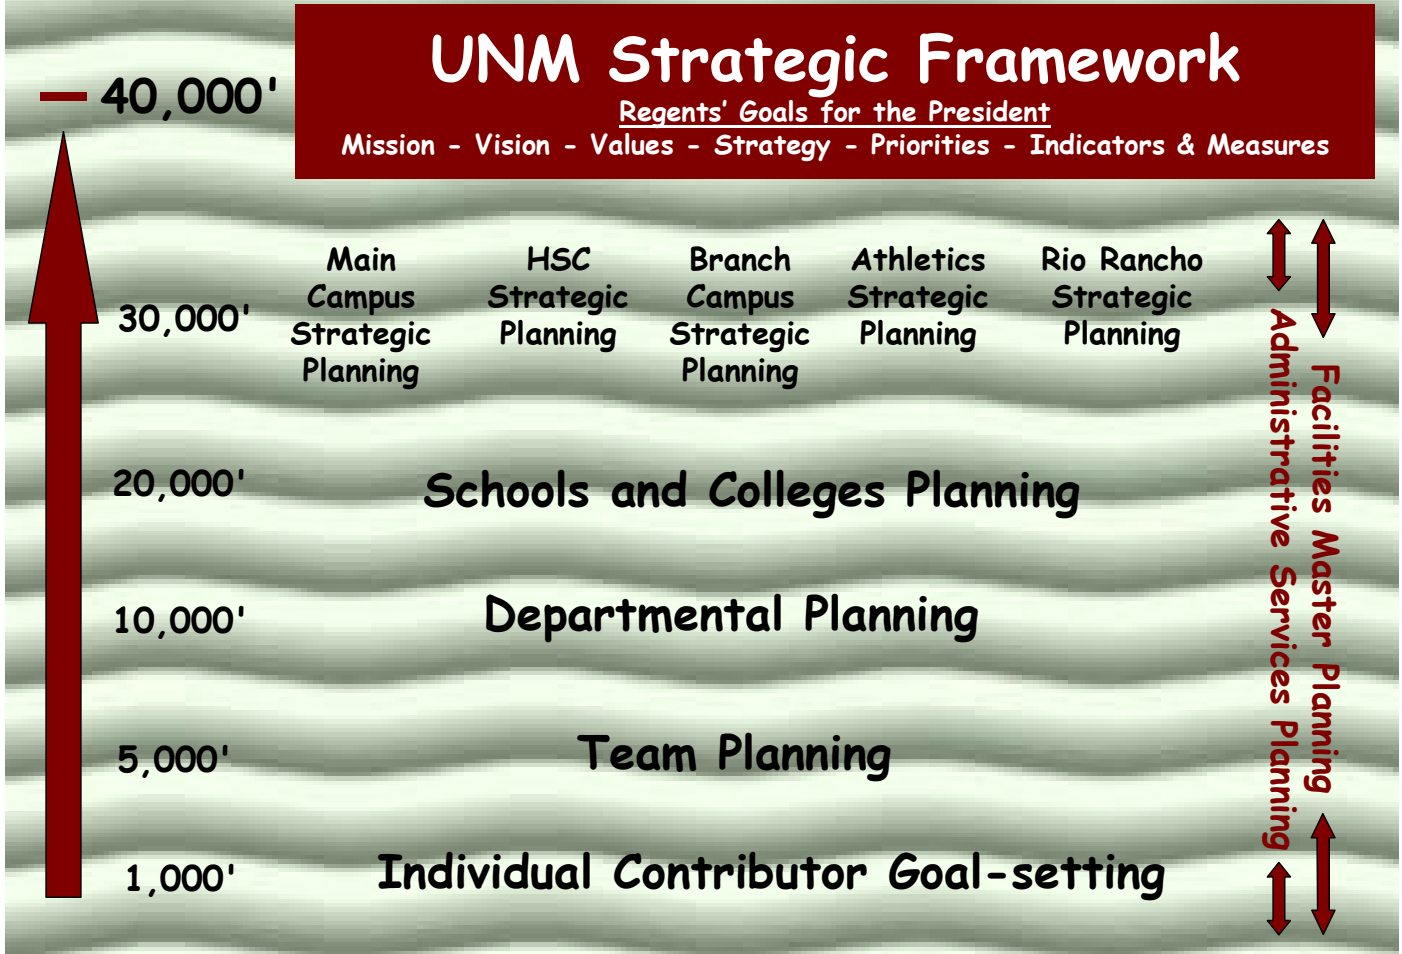 UNM Strategic Framework
Regents’ Goals for the President
Mission - Vision - Values - Strategy - Priorities - Indicators & Measures
40,000'
30,000'
Main
Campus
Strategic
Planning
HSC
Strategic
Planning
Branch
Campus
Strategic
Planning
Athletics
Strategic
Planning
Rio Rancho
Strategic
Planning
20,000'
Schools and Colleges Planning
10,000'
Departmental Planning
5,000'
Team Planning
1,000'
Individual Contributor Goal-setting
Administrative Services Planning
Facilities Master Planning